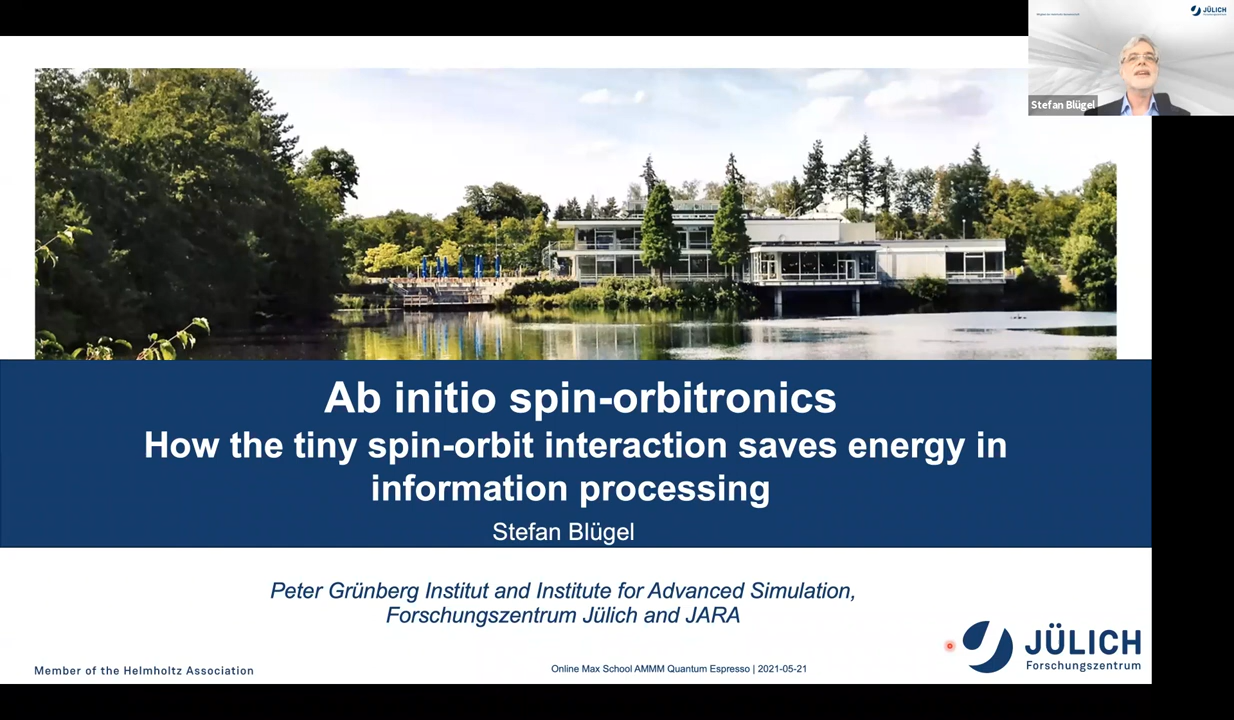 JÜLICH
Stefan Blügel
Ab initio spin-orbitronics
How the tiny spin-orbit interaction saves energy in
information processing
Stefan Blügel
Peter Grünberg Institut and Institute for Advanced Simulation,
Forschungszentrum Jülich and JARA
JÜLICH
Forschungszentrum
Member of the Helmholtz Association
Online Max School AMMM Quantum Espresso | 2021-05-21